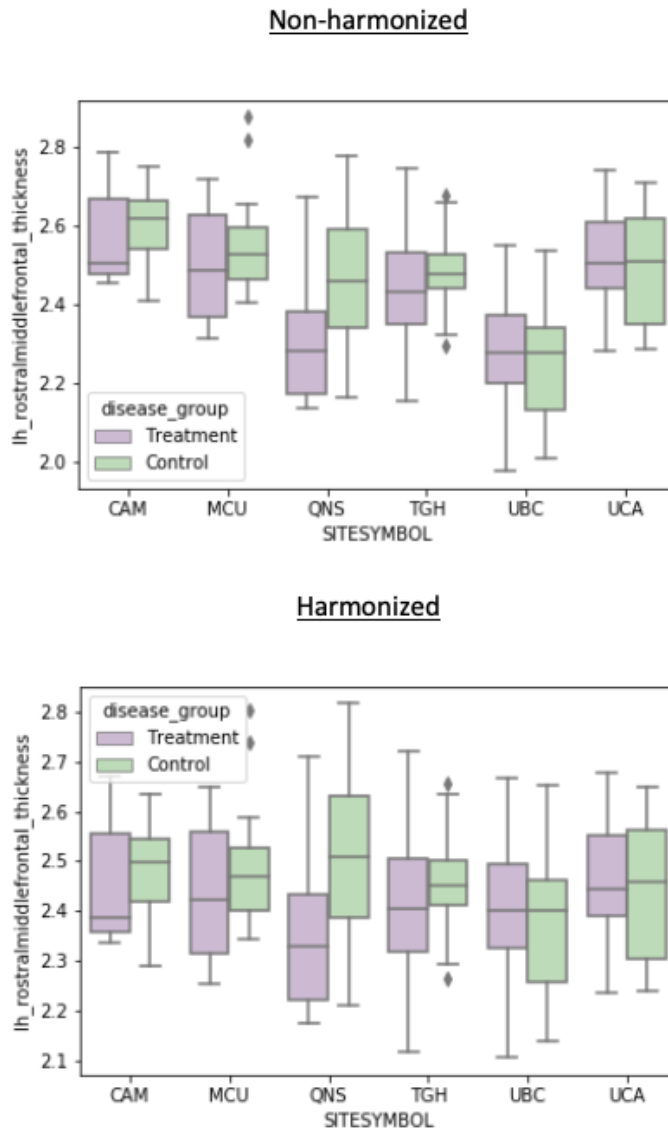 Non-harmonized
lh_rostralmiddlefrontal_thickness
2.8
2.6
2.4
2.2
2.0
disease_group
Treatment
Control
CAM MCU QNS TGH UBC UCA
SITESYMBOL
Harmonized
lh_rostralmiddlefrontal_thickness
2.8
2.7
2.6
2.5
2.4
2.3
2.2
2.1
disease_group
Treatment
Control
CAM MCU QNS TGH UBC UCA
SITESYMBOL